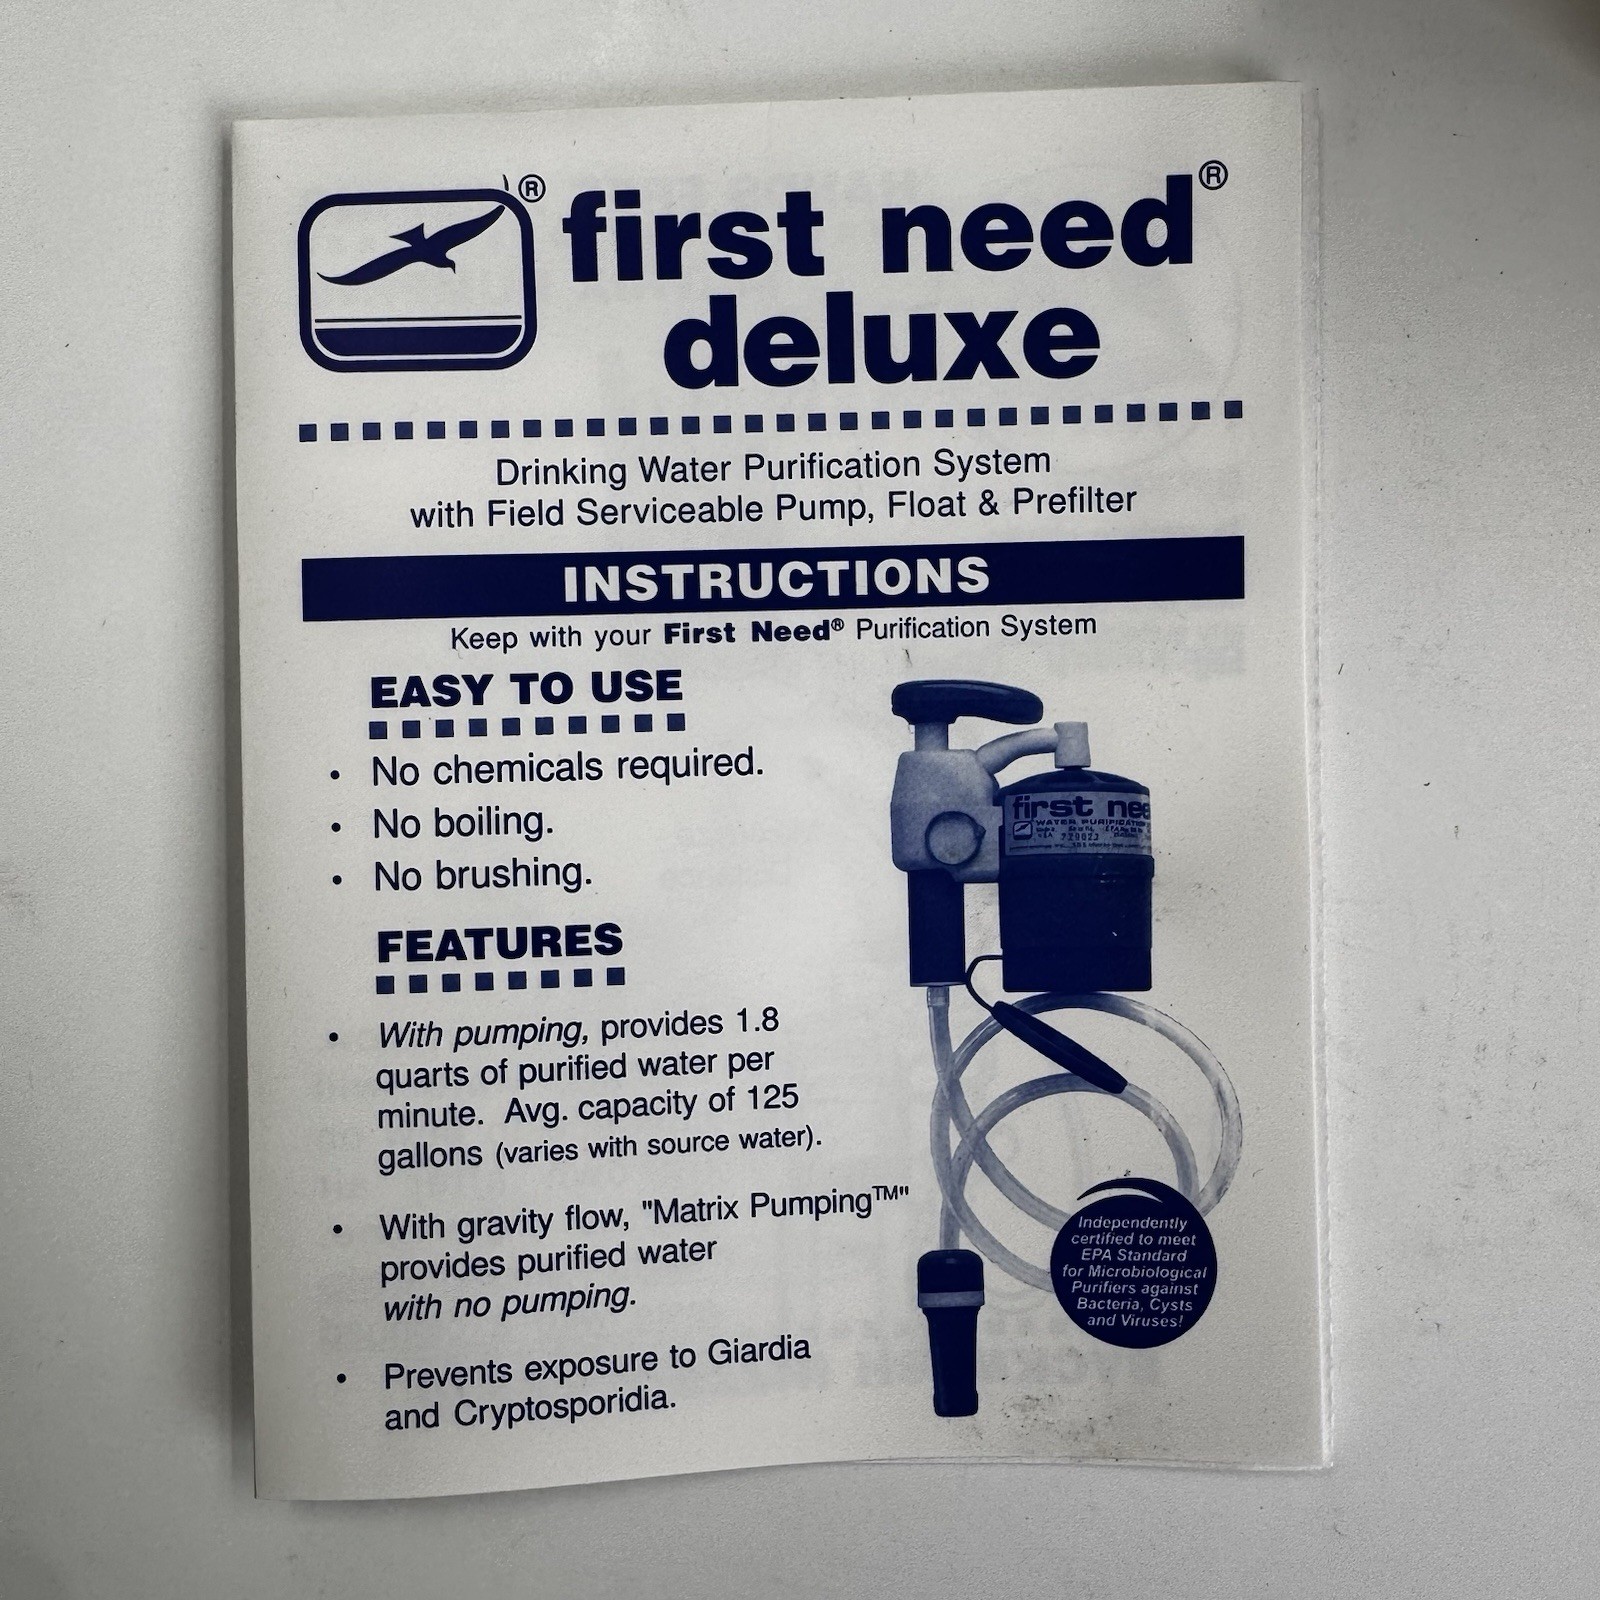 ® first need®
deluxe
Drinking Water Purification System
with Field Serviceable Pump, Float & Prefilter
INSTRUCTIONS
Keep with your First Need® Purification System
EASY TO USE
• No chemicals required.
• No boiling.
• No brushing.
FEATURES
• With pumping, provides 1.8
quarts of purified water per
minute. Avg. capacity of 125
gallons (varies with source water).
• With gravity flow, "Matrix Pumping™"
provides purified water
with no pumping.
• Prevents exposure to Giardia
and Cryptosporidia.
first nee
WATER PURIFICATION
Independently
certified to meet
EPA Standard
for Microbiological
Purifiers against
Bacteria, Cysts
and Viruses!